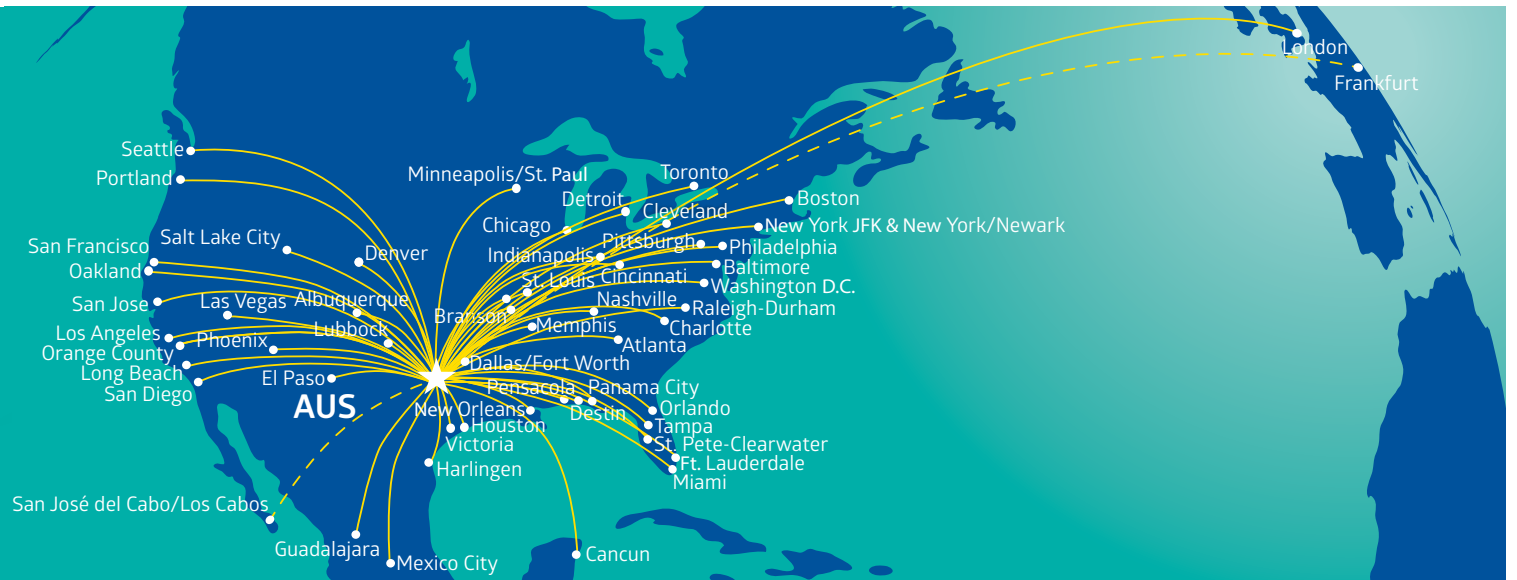 London
Frankfurt
Seattle
Portland
Minneapolis/St. Paul
Toronto
Detroit
Boston
Cleveland
Chicago
New York JFK & New York/Newark
Salt Lake City
San Francisco
Pittsburgh
Philadelphia
Denver
Indianapolis
Oakland
Baltimore
St. Louis
Cincinnati
Washington D.C.
San Jose
Las Vegas
Albuquerque
Nashville
Raleigh-Durham
Branson
Memphis
Charlotte
Los Angeles
Lubbock
Phoenix
Atlanta
Orange County
Dallas/Fort Worth
Long Beach
El Paso
Pensacola
Panama City
San Diego
AUS
New Orleans
Destin
Orlando
Houston
Tampa
Victoria
St. Pete-Clearwater
Ft. Lauderdale
Harlingen
Miami
San José del Cabo/Los Cabos
Guadalajara
Cancun
Mexico City